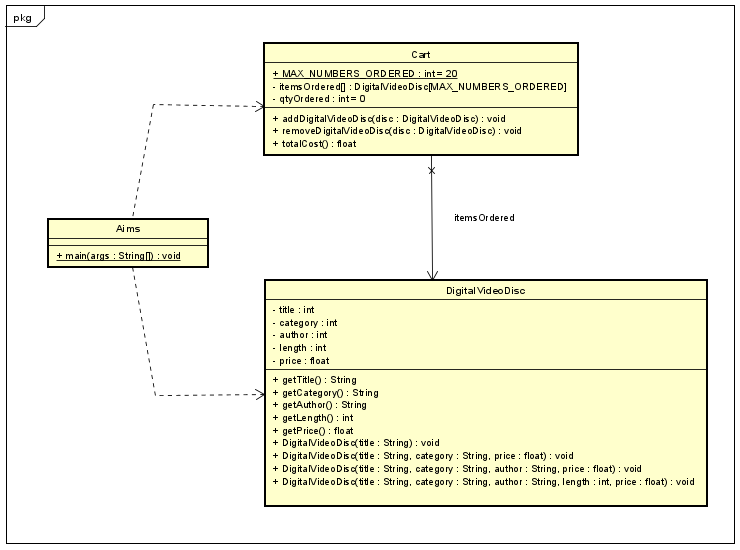 pkg
Cart
+ MAX_NUMBERS_ORDERED : int = 20
- itemsOrdered[] : DigitalVideoDisc[MAX_NUMBERS_ORDERED]
- qtyOrdered : int = 0
+ addDigitalVideoDisc(disc : DigitalVideoDisc) : void
+ removeDigitalVideoDisc(disc : DigitalVideoDisc) : void
+ totalCost() : float
itemsOrdered
Aims
+ main(args : String[]) : void
DigitalVideoDisc
- title : int
- category : int
- author : int
- length : int
- price : float
+ getTitle() : String
+ getCategory() : String
+ getAuthor() : String
+ getLength() : int
+ getPrice() : float
+ DigitalVideoDisc(title : String) : void
+ DigitalVideoDisc(title : String, category : String, price : float) : void
+ DigitalVideoDisc(title : String, category : String, author : String, price : float) : void
+ DigitalVideoDisc(title : String, category : String, author : String, length : int, price : float) : void